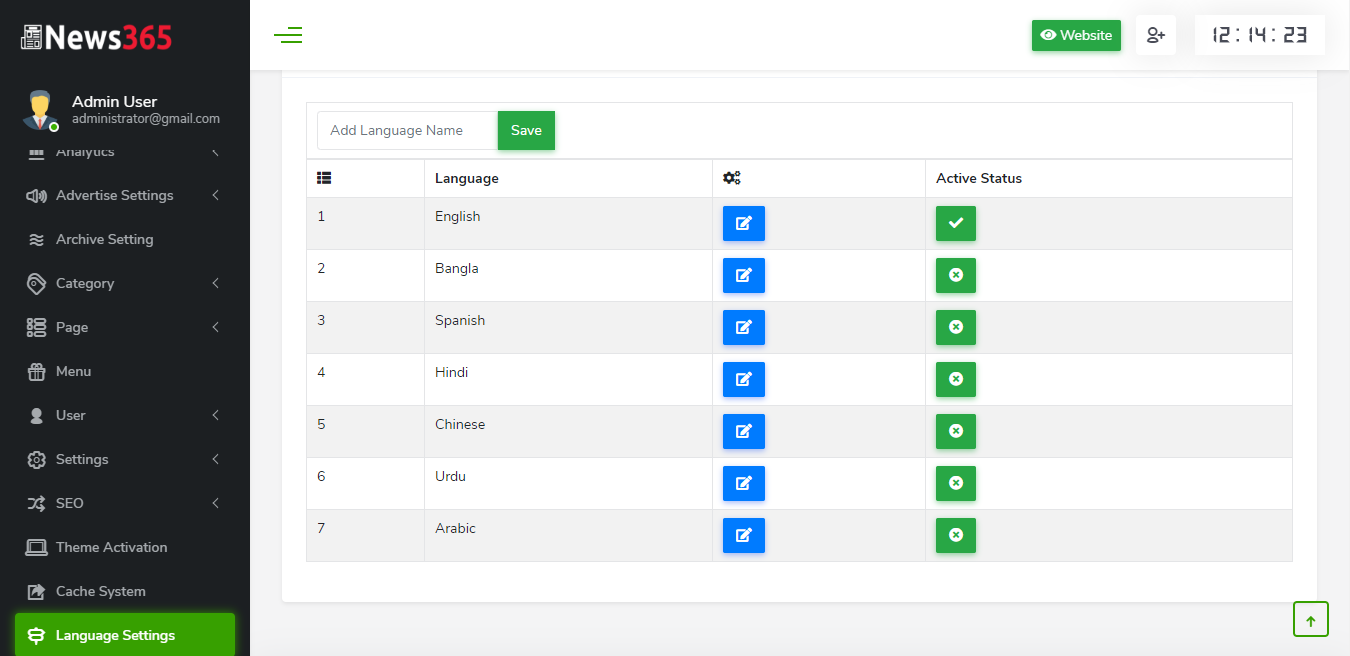 News365
Website
12:14:23
Admin User
administrator@gmail.com
Analytics
Advertise Settings
Archive Setting
Category
Page
Menu
User
Settings
SEO
Theme Activation
Cache System
Language Settings
Add Language Name
Save
Language
Active Status
1 English
2 Bangla
3 Spanish
4 Hindi
5 Chinese
6 Urdu
7 Arabic